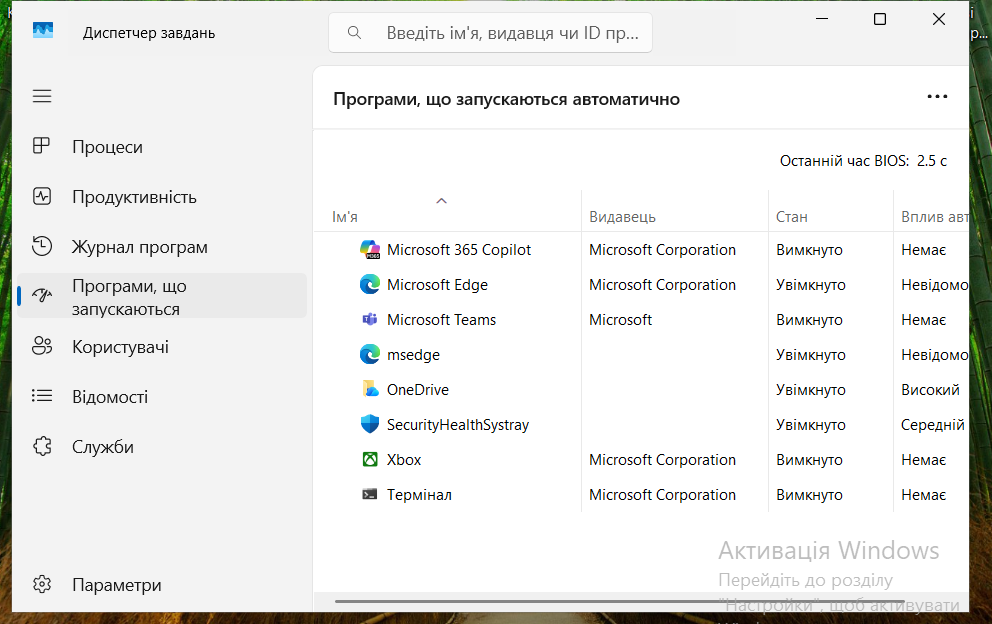 Диспетчер завдань
Введіть ім'я, видавця чи ID пр...
Процеси
Продуктивність
Журнал програм
Програми, що
запускаються
Користувачі
Відомості
Служби
Параметри
Програми, що запускаються автоматично
Останній час BIOS: 2.5 с
Ім'я Видавець Стан Вплив авт
Microsoft 365 Copilot Microsoft Corporation Вимкнуто Немає
Microsoft Edge Microsoft Corporation Увімкнуто Невідомо
Microsoft Teams Microsoft Вимкнуто Немає
msedge Увімкнуто Невідомо
OneDrive Увімкнуто Високий
SecurityHealthSystray Увімкнуто Середній
Xbox Microsoft Corporation Вимкнуто Немає
Термінал Microsoft Corporation Вимкнуто Немає
Активація Windows
Перейдіть до розділу
"Настройки", щоб активувати